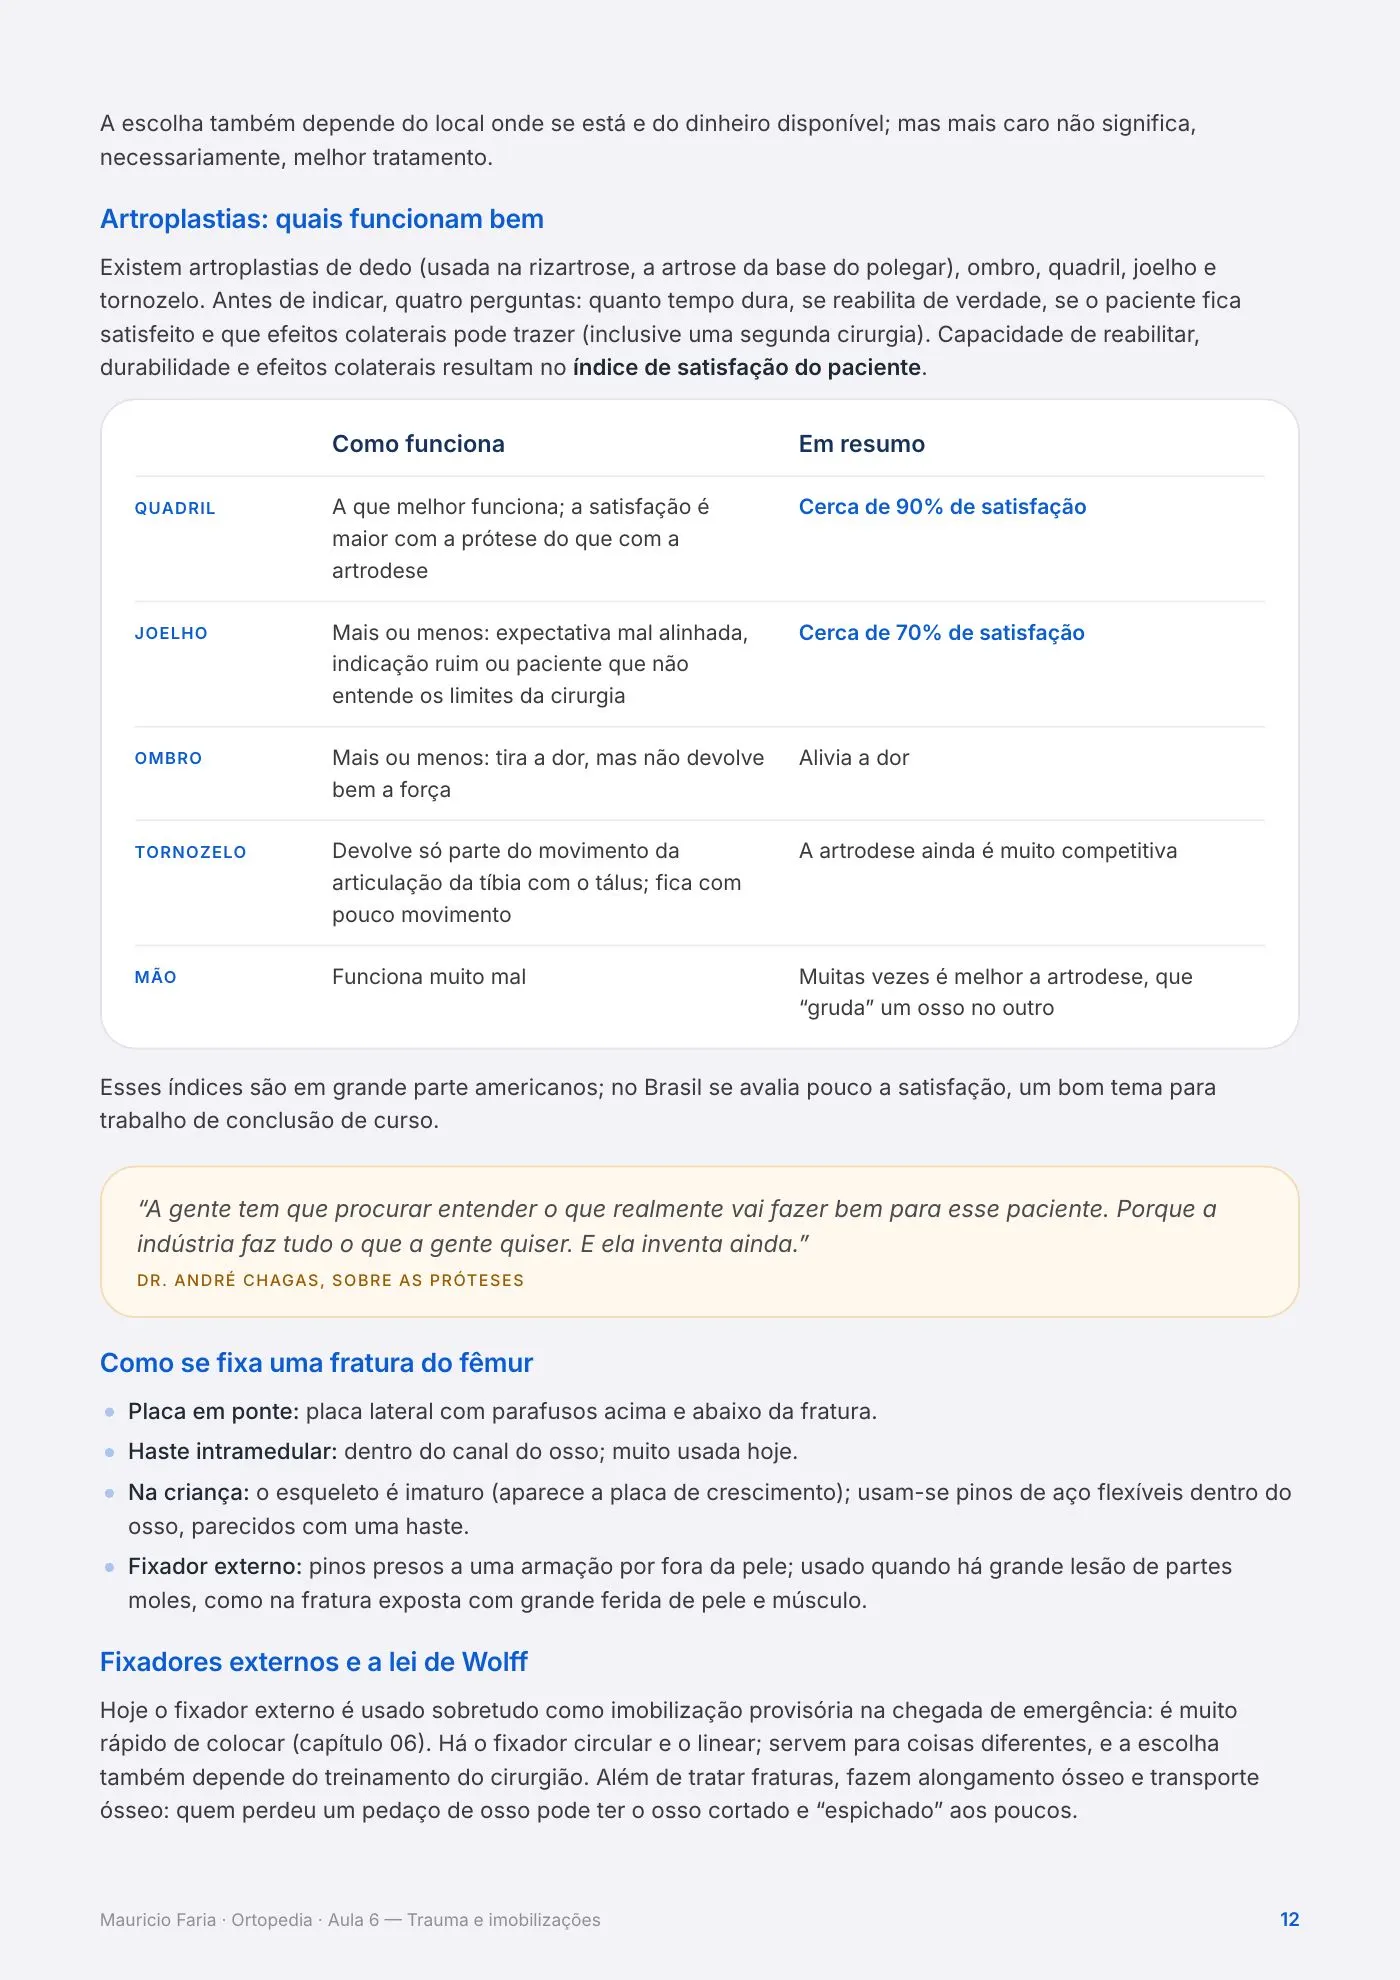 A escolha também depende do local onde se está e do dinheiro disponível; mas mais caro não significa,
necessariamente, melhor tratamento.
Artroplastias: quais funcionam bem
Existem artroplastias de dedo (usada na rizartrose, a artrose da base do polegar), ombro, quadril, joelho e
tornozelo. Antes de indicar, quatro perguntas: quanto tempo dura, se reabilita de verdade, se o paciente fica
satisfeito e que efeitos colaterais pode trazer (inclusive uma segunda cirurgia). Capacidade de reabilitar,
durabilidade e efeitos colaterais resultam no índice de satisfação do paciente.
Como funciona Em resumo
QUADRIL A que melhor funciona; a satisfação é Cerca de 90% de satisfação
maior com a prótese do que com a
artrodese
JOELHO Mais ou menos: expectativa mal alinhada, Cerca de 70% de satisfação
indicação ruim ou paciente que não
entende os limites da cirurgia
OMBRO Mais ou menos: tira a dor, mas não devolve Alivia a dor
bem a força
TORNOZELO Devolve só parte do movimento da A artrodese ainda é muito competitiva
articulação da tíbia com o tálus; fica com
pouco movimento
MÃO Funciona muito mal Muitas vezes é melhor a artrodese, que
“gruda” um osso no outro
Esses índices são em grande parte americanos; no Brasil se avalia pouco a satisfação, um bom tema para
trabalho de conclusão de curso.
“A gente tem que procurar entender o que realmente vai fazer bem para esse paciente. Porque a
indústria faz tudo o que a gente quiser. E ela inventa ainda.”
DR. ANDRÉ CHAGAS, SOBRE AS PRÓTESES
Como se fixa uma fratura do fêmur
• Placa em ponte: placa lateral com parafusos acima e abaixo da fratura.
• Haste intramedular: dentro do canal do osso; muito usada hoje.
• Na criança: o esqueleto é imaturo (aparece a placa de crescimento); usam-se pinos de aço flexíveis dentro do
osso, parecidos com uma haste.
• Fixador externo: pinos presos a uma armação por fora da pele; usado quando há grande lesão de partes
moles, como na fratura exposta com grande ferida de pele e músculo.
Fixadores externos e a lei de Wolff
Hoje o fixador externo é usado sobretudo como imobilização provisória na chegada de emergência: é muito
rápido de colocar (capítulo 06). Há o fixador circular e o linear; servem para coisas diferentes, e a escolha
também depende do treinamento do cirurgião. Além de tratar fraturas, fazem alongamento ósseo e transporte
ósseo: quem perdeu um pedaço de osso pode ter o osso cortado e “espichado” aos poucos.
Mauricio Faria · Ortopedia · Aula 6 — Trauma e imobilizações 12